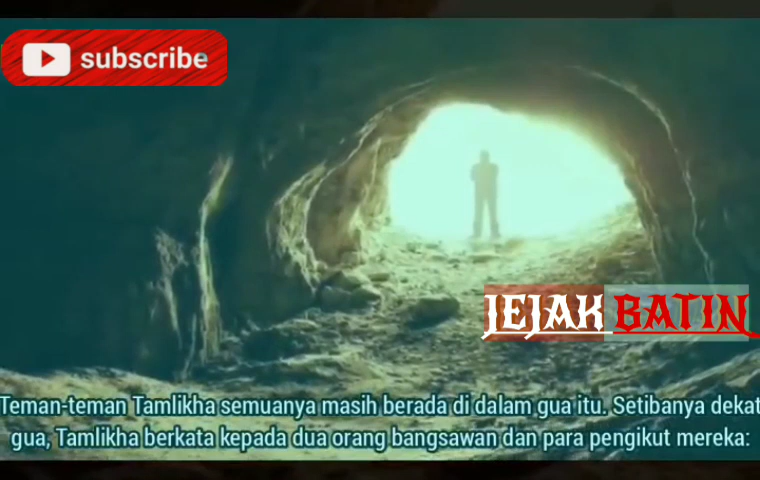 subscribe
JEJAK BATIN
Teman-teman Tamlikha semuanya masih berada di dalam gua itu. Setibanya dekat
gua, Tamlikha berkata kepada dua orang bangsawan dan para pengikut mereka: